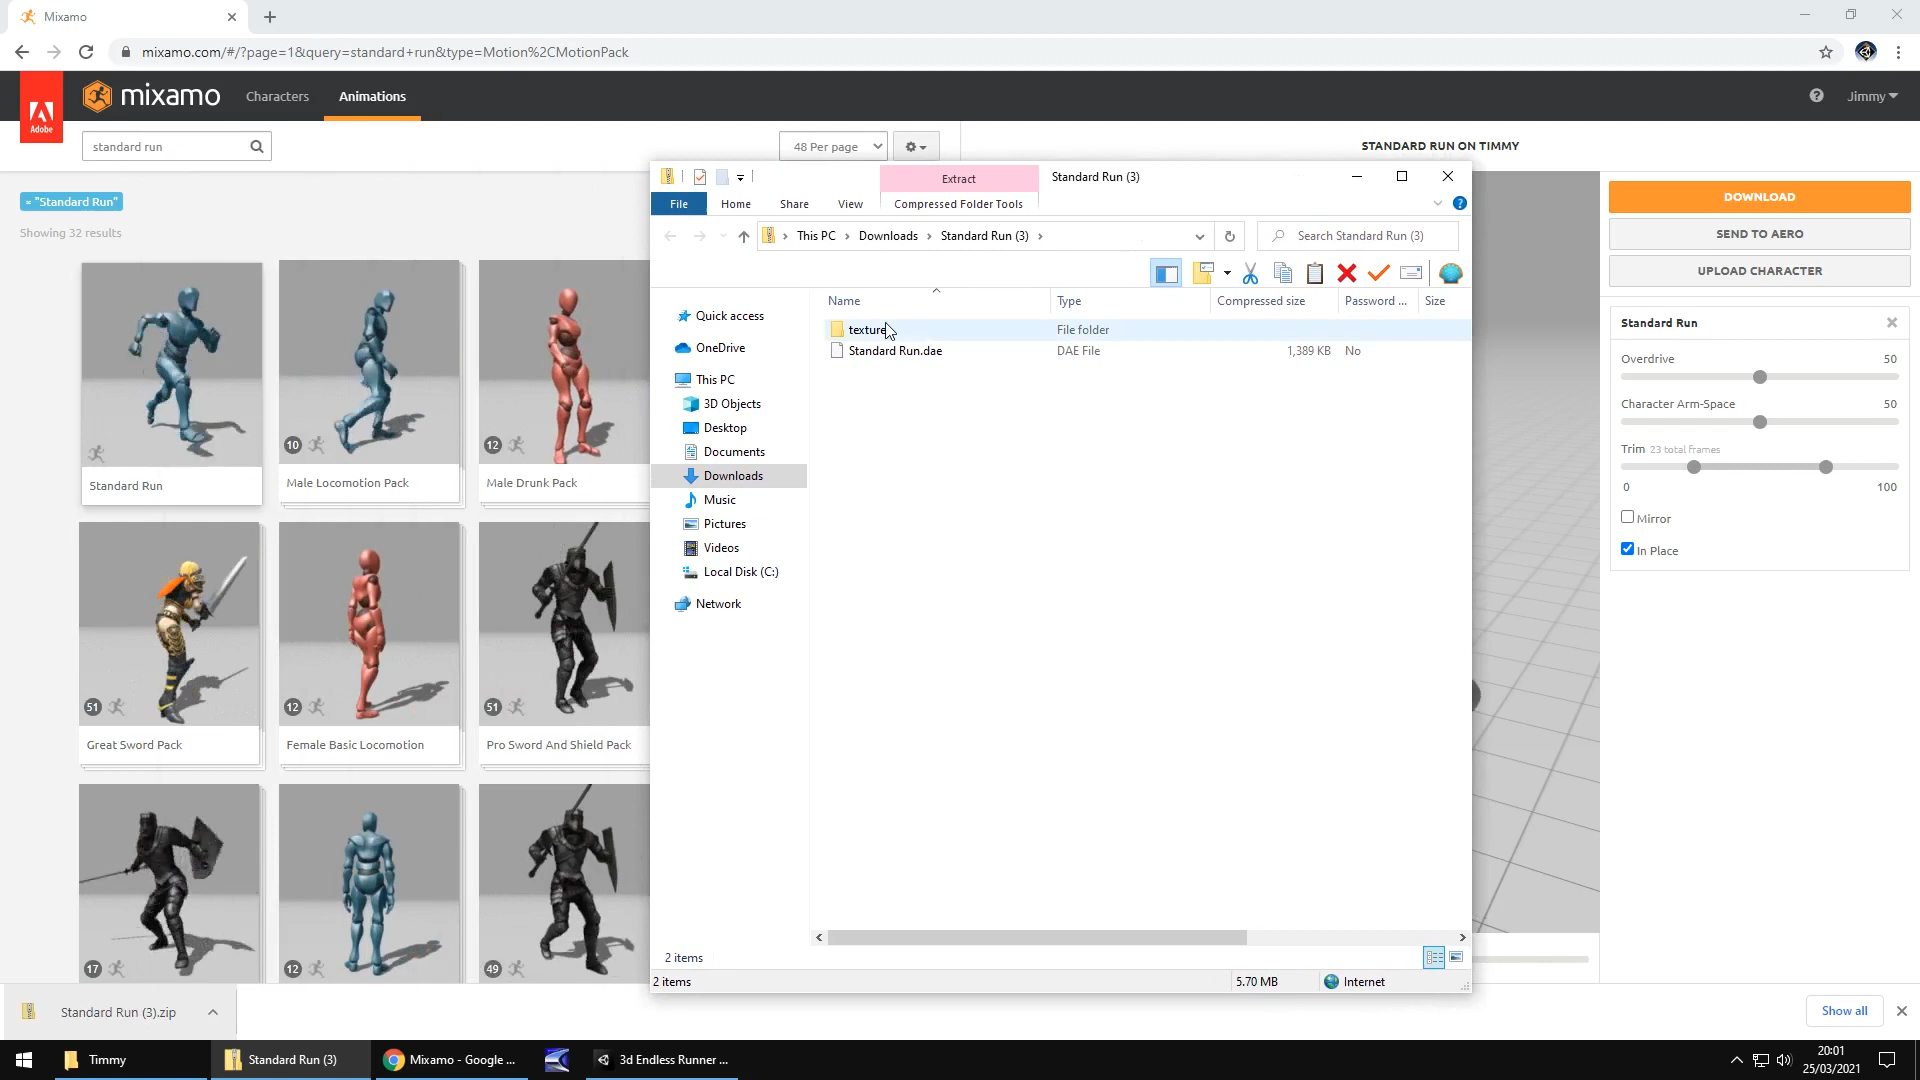 Mixamo
mixamo.com/#/?page=1&query=standard+run&type=Motion%2CMotionPack
Adobe
mixamo
Characters
Animations
Jimmy
standard run
48 Per page
STANDARD RUN ON TIMMY
"Standard Run"
Showing 32 results
Standard Run
10
Male Locomotion Pack
12
Male Drunk Pack
51
Great Sword Pack
12
Female Basic Locomotion
51
Pro Sword And Shield Pack
17
12
49
Extract
Standard Run (3)
File
Home
Share
View
Compressed Folder Tools
This PC
Downloads
Standard Run (3)
Search Standard Run (3)
Name
Type
Compressed size
Password ...
Size
texture
File folder
Standard Run.dae
DAE File
1,389 KB
No
Quick access
OneDrive
This PC
3D Objects
Desktop
Documents
Downloads
Music
Pictures
Videos
Local Disk (C:)
Network
2 items
2 items
5.70 MB
Internet
DOWNLOAD
SEND TO AERO
UPLOAD CHARACTER
Standard Run
Overdrive 50
Character Arm-Space 50
Trim 23 total frames
0 100
Mirror
In Place
Standard Run (3).zip
Show all
Timmy
Standard Run (3)
Mixamo - Google ...
3d Endless Runner ...
20:01
25/03/2021